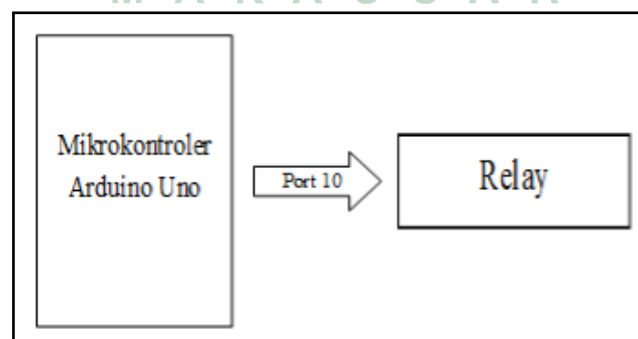 M A K A S S A R
Mikrokontroler
Arduino Uno
Port 10
Relay